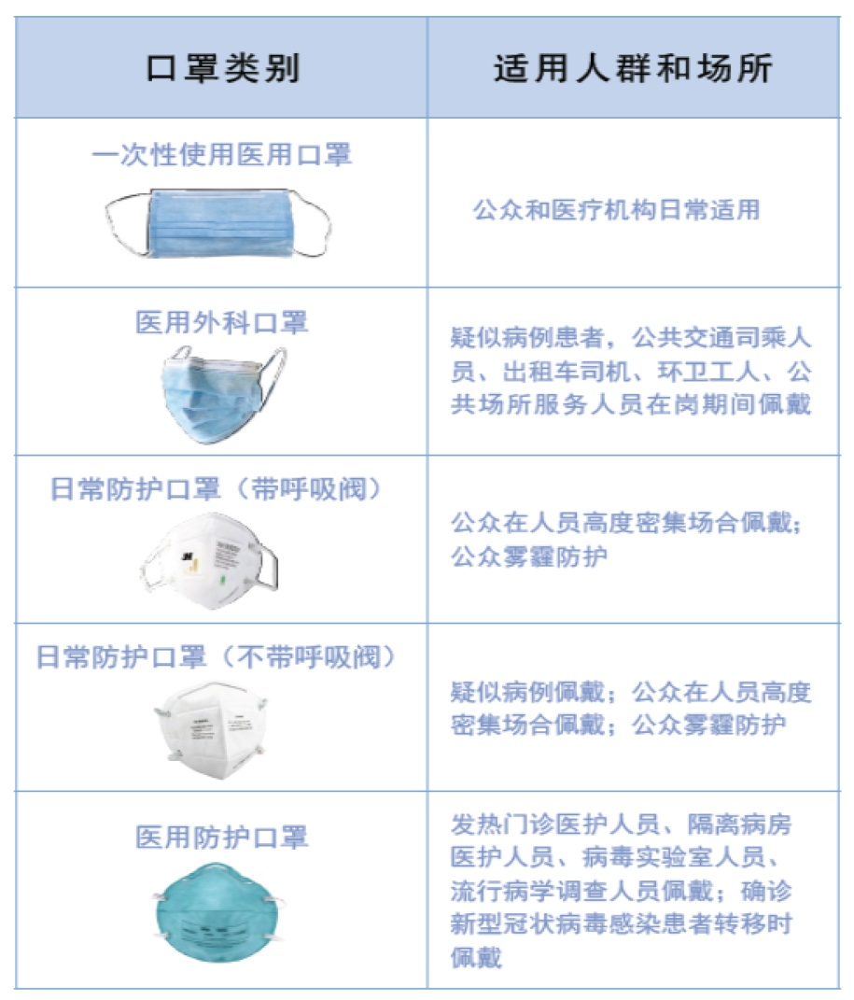 口罩类别
适用人群和场所
一次性使用医用口罩
公众和医疗机构日常适用
医用外科口罩
疑似病例患者，公共交通司乘人
员、出租车司机、环卫工人、公
共场所服务人员在岗期间佩戴
日常防护口罩（带呼吸阀）
3M
公众在人员高度密集场合佩戴；
公众雾霾防护
日常防护口罩（不带呼吸阀）
疑似病例佩戴；公众在人员高度
密集场合佩戴；公众雾霾防护
医用防护口罩
发热门诊医护人员、隔离病房
医护人员、病毒实验室人员、
流行病学调查人员佩戴；确诊
新型冠状病毒感染患者转移时
佩戴